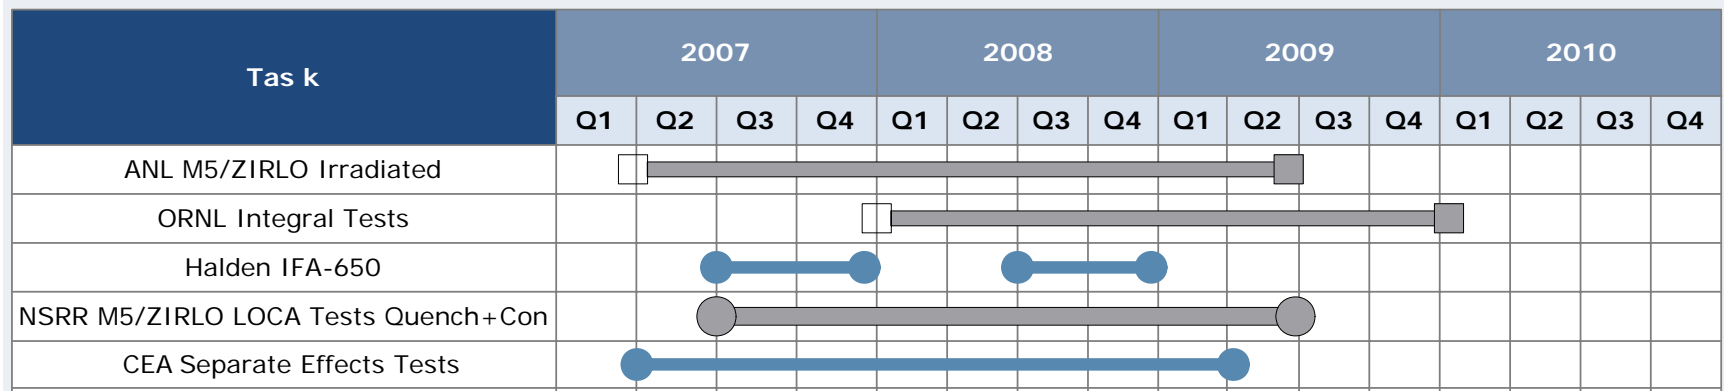 Tas k
2007 2008 2009 2010
Q1 Q2 Q3 Q4 Q1 Q2 Q3 Q4 Q1 Q2 Q3 Q4 Q1 Q2 Q3 Q4
ANL M5/ZIRLO Irradiated
ORNL Integral Tests
Halden IFA-650
NSRR M5/ZIRLO LOCA Tests Quench+Con
CEA Separate Effects Tests